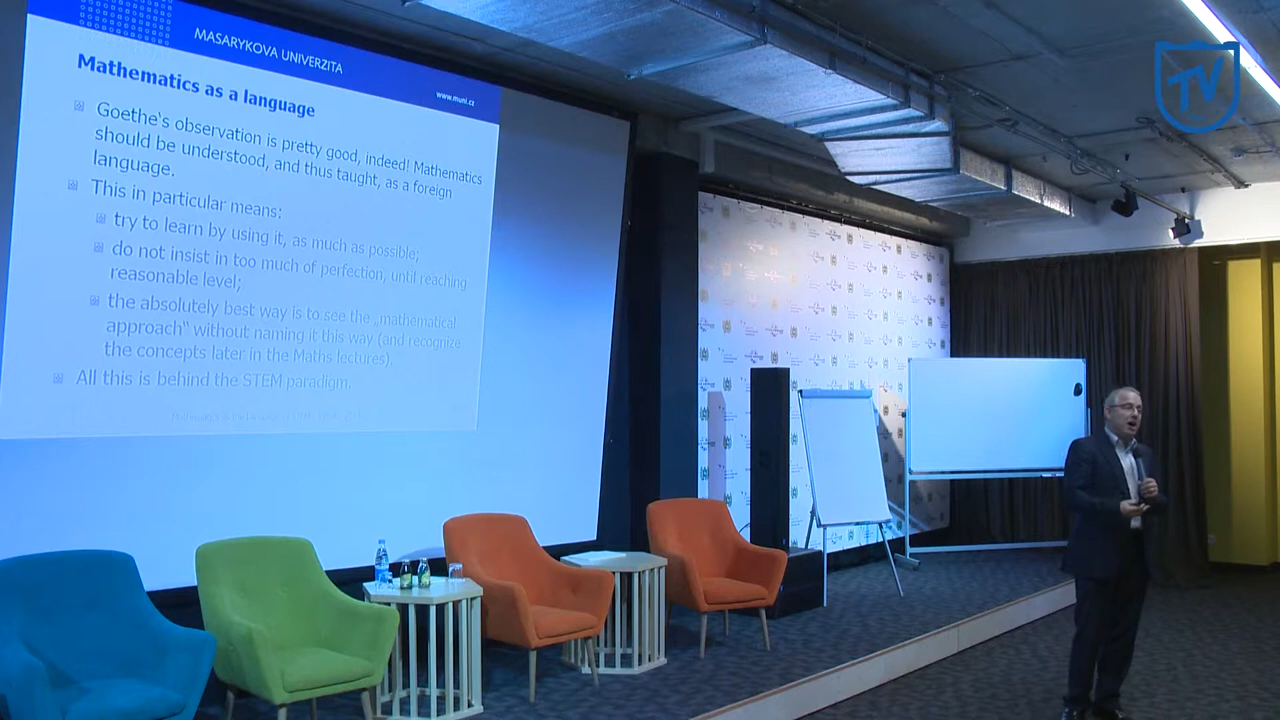 MASARYKOVA UNIVERZITA
www.muni.cz
Mathematics as a language
Goethe's observation is pretty good, indeed! Mathematics
should be understood, and thus taught, as a foreign
language.
This in particular means:
try to learn by using it, as much as possible;
do not insist in too much of perfection, until reaching
reasonable level;
the absolutely best way is to see the „mathematical
approach“ without naming it this way (and recognize
the concepts later in the Maths lectures).
All this is behind the STEM paradigm.
TV